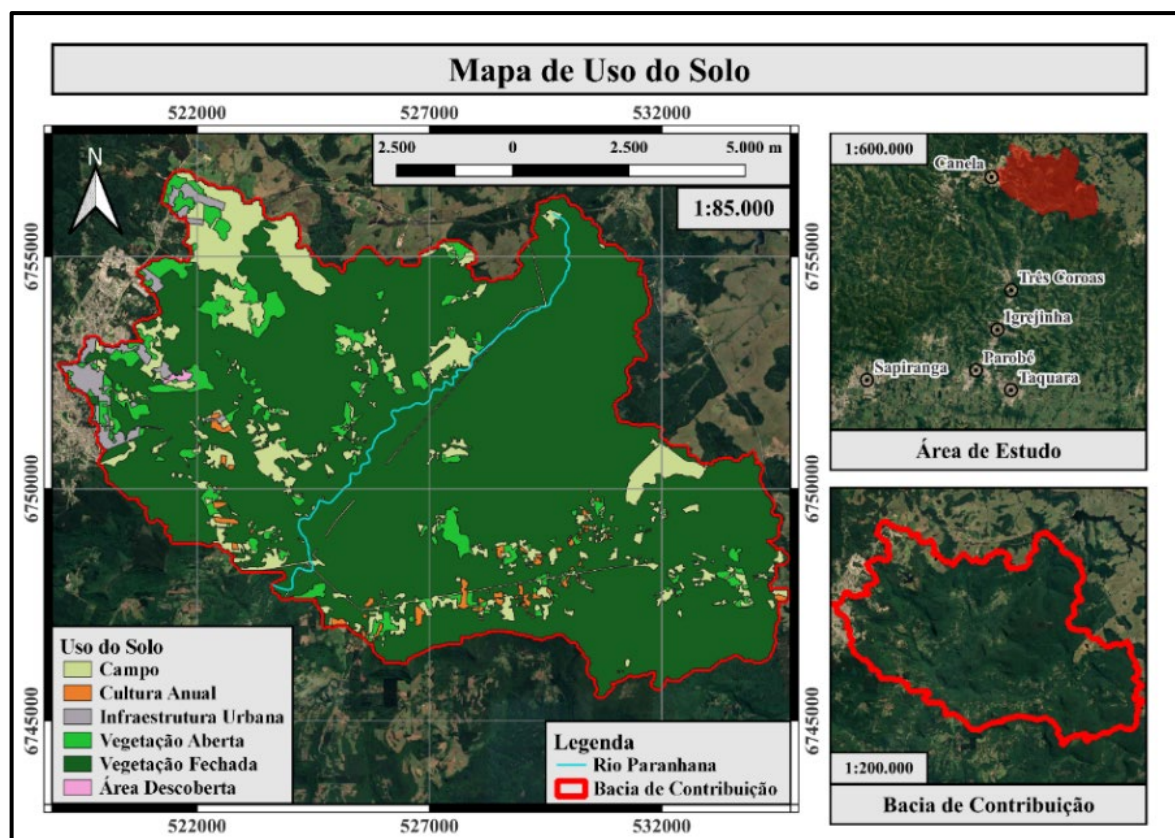 Mapa de Uso do Solo
522000 527000 532000
2.500 0 2.500 5.000 m
N
1:85.000
6755000
6755000
6750000
6750000
6745000
6745000
Uso do Solo
Campo
Cultura Anual
Infraestrutura Urbana
Vegetação Aberta
Vegetação Fechada
Área Descoberta
Legenda
Rio Paranhana
Bacia de Contribuição
522000 527000 532000
1:600.000
Canela
Três Coroas
Igrejinha
Parobé
Sapiranga
Taquara
Área de Estudo
1:200.000
Bacia de Contribuição